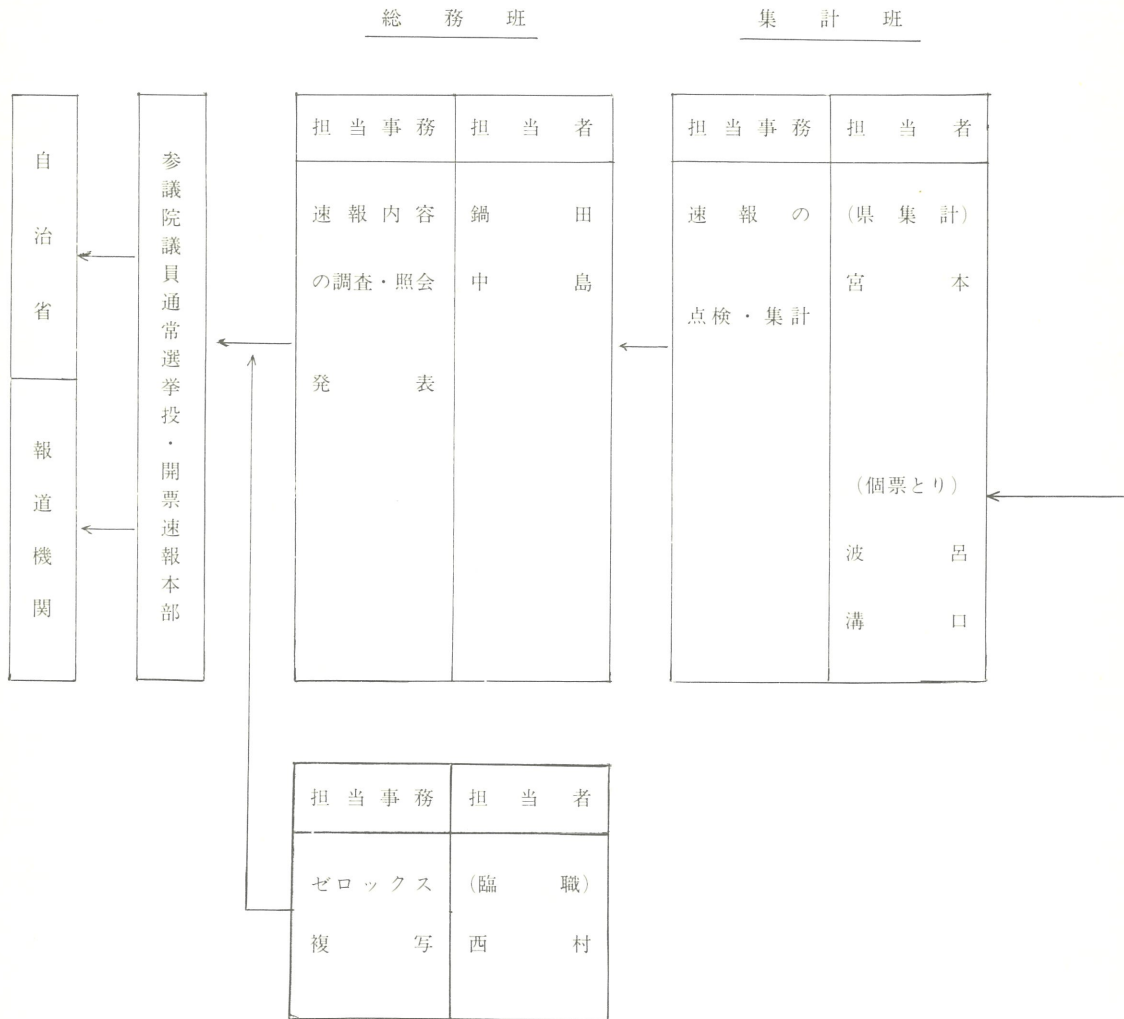 総務班
集計班
自治省
報道機関
参議院議員通常選挙投・開票速報本部
担当事務
担当者
速報内容
の調査・照会
発表
鍋田
中島
担当事務
担当者
速報の
点検・集計
(県集計)
宮本
(個票とり)
波呂
溝口
担当事務
担当者
ゼロックス
複写
(臨職)
西村